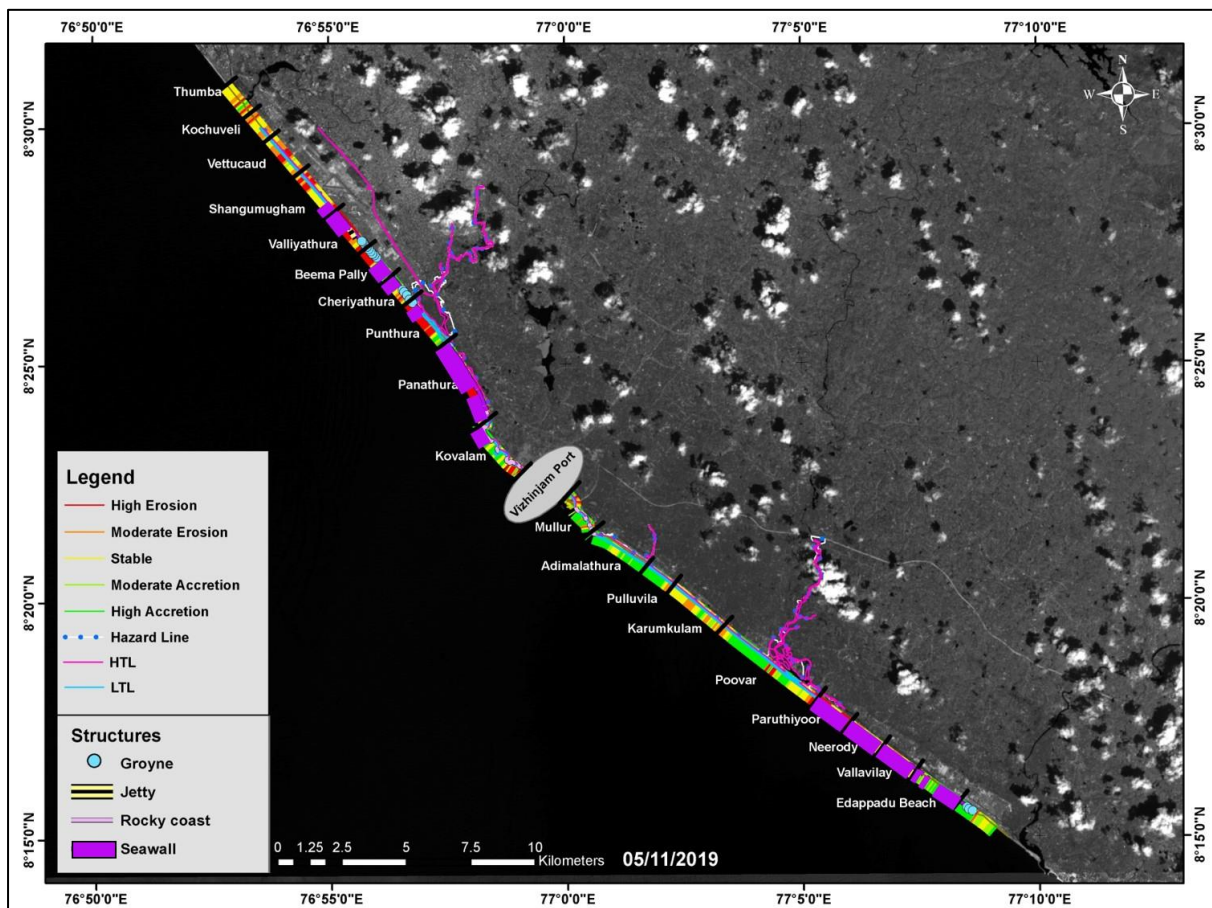 76°50'0"E
76°55'0"E
77°0'0"E
77°5'0"E
77°10'0"E
8°30'0"N
8°25'0"N
8°20'0"N
8°15'0"N
8°30'0"N
8°25'0"N
8°20'0"N
8°15'0"N
N
W
E
S
Thumba
Kochuveli
Vettucaud
Shangumugham
Valliyathura
Beema Pally
Cheriyathura
Punthura
Panathura
Kovalam
Vizhinjam Port
Mullur
Adimalathura
Pulluvila
Karumkulam
Poovar
Paruthiyoor
Neerody
Vallavilay
Edappadu Beach
Legend
High Erosion
Moderate Erosion
Stable
Moderate Accretion
High Accretion
Hazard Line
HTL
LTL
Structures
Groyne
Jetty
Rocky coast
Seawall
0 1.25 2.5 5 7.5 10
Kilometers
05/11/2019
76°50'0"E
76°55'0"E
77°0'0"E
77°5'0"E
77°10'0"E